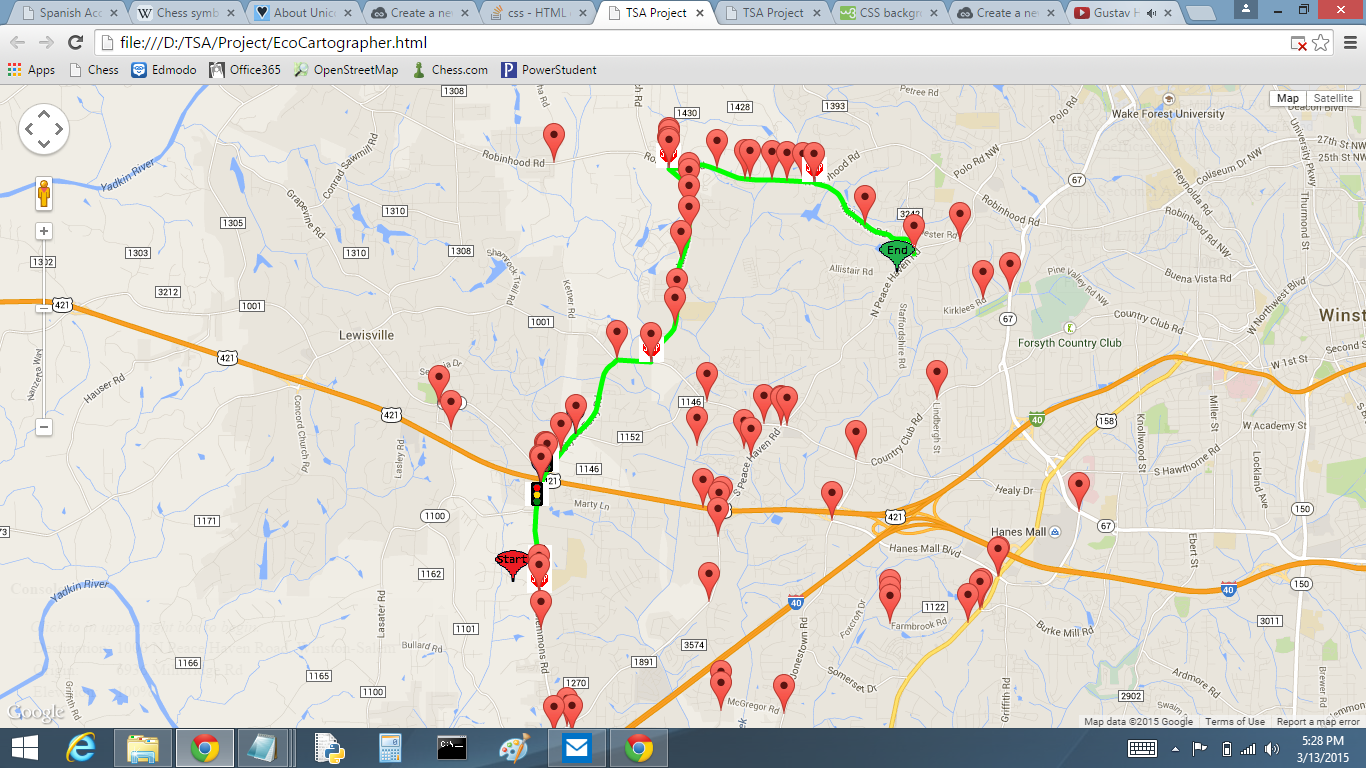 Spanish Acc
Chess symb
About Unic
Create a ne
css - HTML
TSA Project
TSA Project
CSS backgr
Create a ne
Gustav H
file:///D:/TSA/Project/EcoCartographer.html
Apps
Chess
Edmodo
Office365
OpenStreetMap
Chess.com
PowerStudent
Map
Satellite
1308
1430
1428
1393
Petree Rd
Polo Rd
Wake Forest University
27th St NW
25th St NW
Thurmond St
University Pkwy
Yadkin River
Conrad Sawmill Rd
Grapevine Rd
Robinhood Rd
Polo Rd NW
Coliseum Dr NW
Reynolda Rd
67
1310
1305
Robinhood Rd
Robinhood Rd NW
1303
1310
1308
Shamrock Trail Rd
Buena Vista Rd
1302
Allistair Rd
End
N Peace Haven Rd
Pine Valley Rd NW
N West Blvd NW
3212
1001
Ketner Rd
Kirklees Rd
421
1001
67
Country Club Rd
Winst
Lewisville
Staffordshire Rd
Forsyth Country Club
Nanzena Way
Hauser Rd
421
W 1st St
Second S
421
1146
Lindbergh St
40
158
Miller St
W Academy St
Concord Church Rd
Lasley Rd
1152
S Peace Haven Rd
Country Club Rd
Knollwood St
Lockland Ave
1146
S Hawthorne Rd
Healy Dr
Marty Ln
421
150
1171
1100
Hanes Mall
67
Hanes Mall Blvd
Ebert St
Start
1162
Yadkin River
150
40
40
Lasater Rd
Foxcroft Dr
1122
Farmbrook Rd
Burke Mill Rd
3011
1101
Bullard Rd
3574
Jonestown Rd
1166
1891
Somerset Dr
Ardmore Rd
1165
1100
1270
McGregor Rd
Griffith Rd
2902
Brewer Rd
Griffith Rd
Google
Map data ©2015 Google
Terms of Use
Report a map error
5:28 PM
3/13/2015